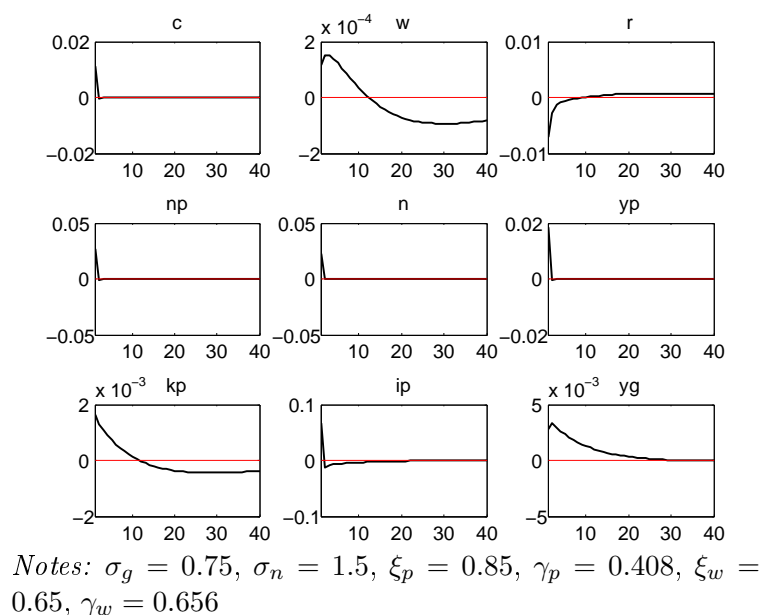 c w r
x 10⁻⁴
0.02 0 −0.02
2 0 −2
0.01 0 −0.01
10 20 30 40 10 20 30 40 10 20 30 40
np n yp
0.05 0 −0.05
0.05 0 −0.05
0.02 0 −0.02
10 20 30 40 10 20 30 40 10 20 30 40
x 10⁻³ kp ip x 10⁻³ yg
2 0 −2
0.1 0 −0.1
5 0 −5
10 20 30 40 10 20 30 40 10 20 30 40
Notes: σ_g = 0.75, σ_n = 1.5, ξ_p = 0.85, γ_p = 0.408, ξ_w =
0.65, γ_w = 0.656